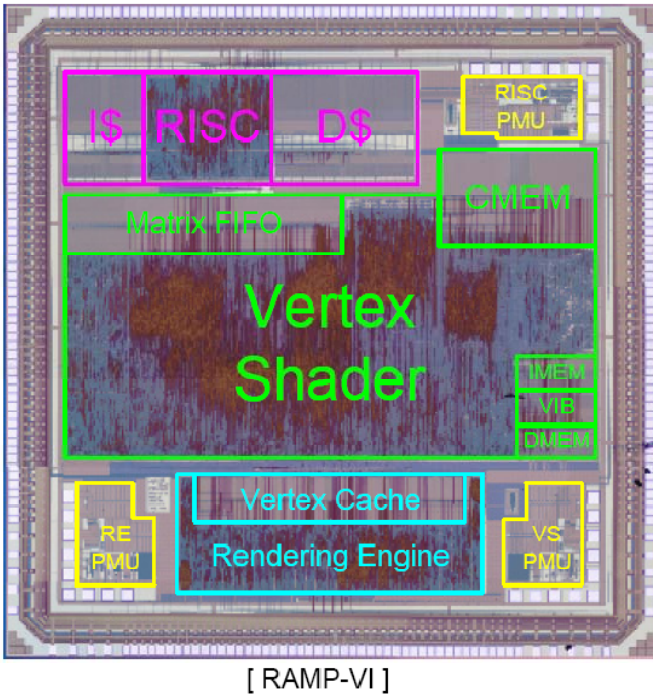 I$ RISC D$
RISC
PMU
CMEM
Matrix FIFO
Vertex
Shader
IMEM
VIB
DMEM
Vertex Cache
Rendering Engine
RE
PMU
VS
PMU
[ RAMP-VI ]